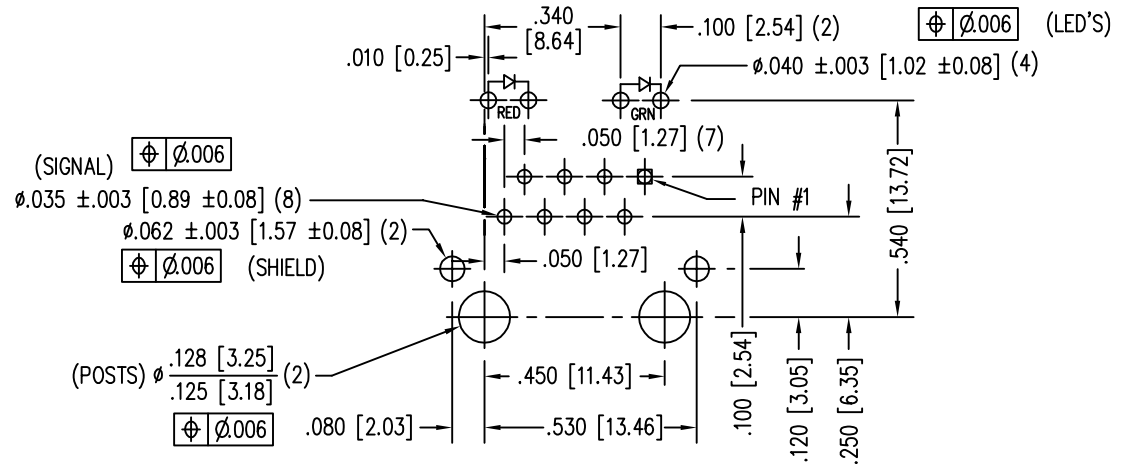 .340
[8.64]
.100 [2.54] (2)
⌖ Ø.006 (LED'S)
.010 [0.25]
ø.040 ±.003 [1.02 ±0.08] (4)
RED
GRN
.050 [1.27] (7)
(SIGNAL) ⌖ Ø.006
ø.035 ±.003 [0.89 ±0.08] (8)
PIN #1
ø.062 ±.003 [1.57 ±0.08] (2)
⌖ Ø.006 (SHIELD)
.050 [1.27]
.540 [13.72]
(POSTS) ø .128 [3.25]
.125 [3.18] (2)
⌖ Ø.006
.450 [11.43]
.080 [2.03]
.530 [13.46]
.100 [2.54]
.120 [3.05]
.250 [6.35]